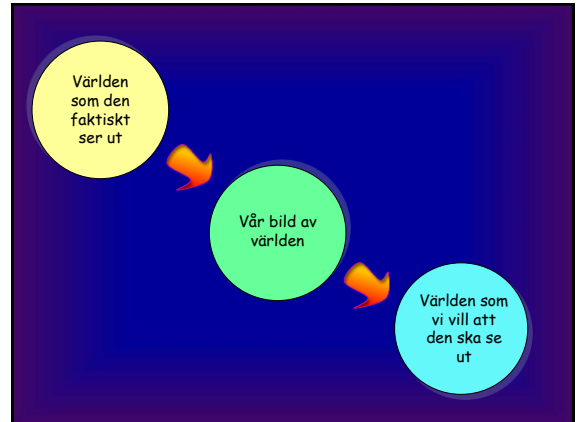 Världen
som den
faktiskt
ser ut
Vår bild av
världen
Världen som
vi vill att
den ska se
ut